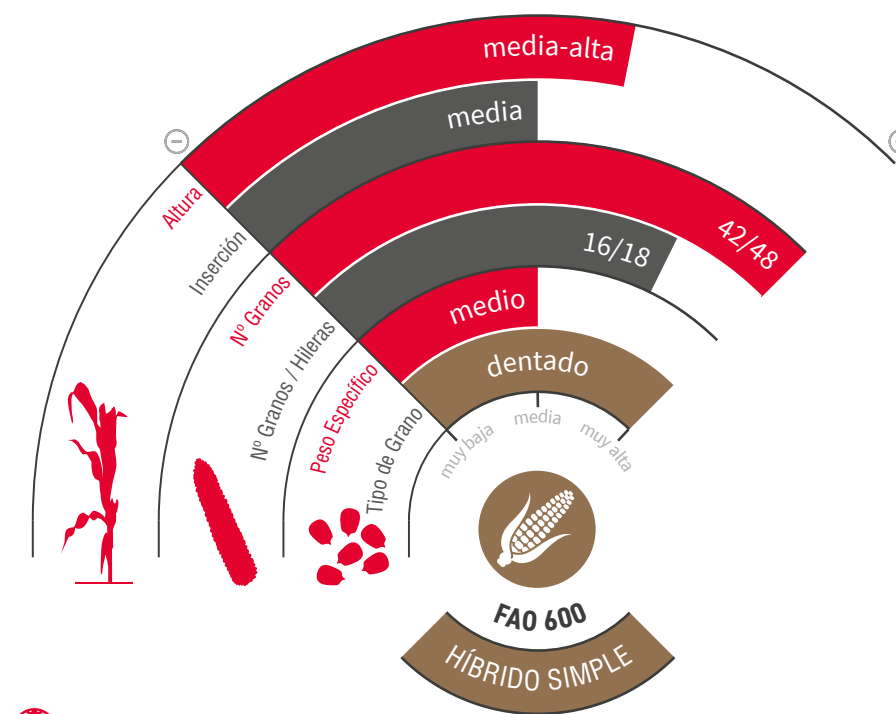 media-alta
media
42/48
16/18
medio
dentado
Altura
Inserción
Nº Granos
Nº Granos / Hileras
Peso Específico
Tipo de Grano
muy baja
media
muy alta
FAO 600
HÍBRIDO SIMPLE